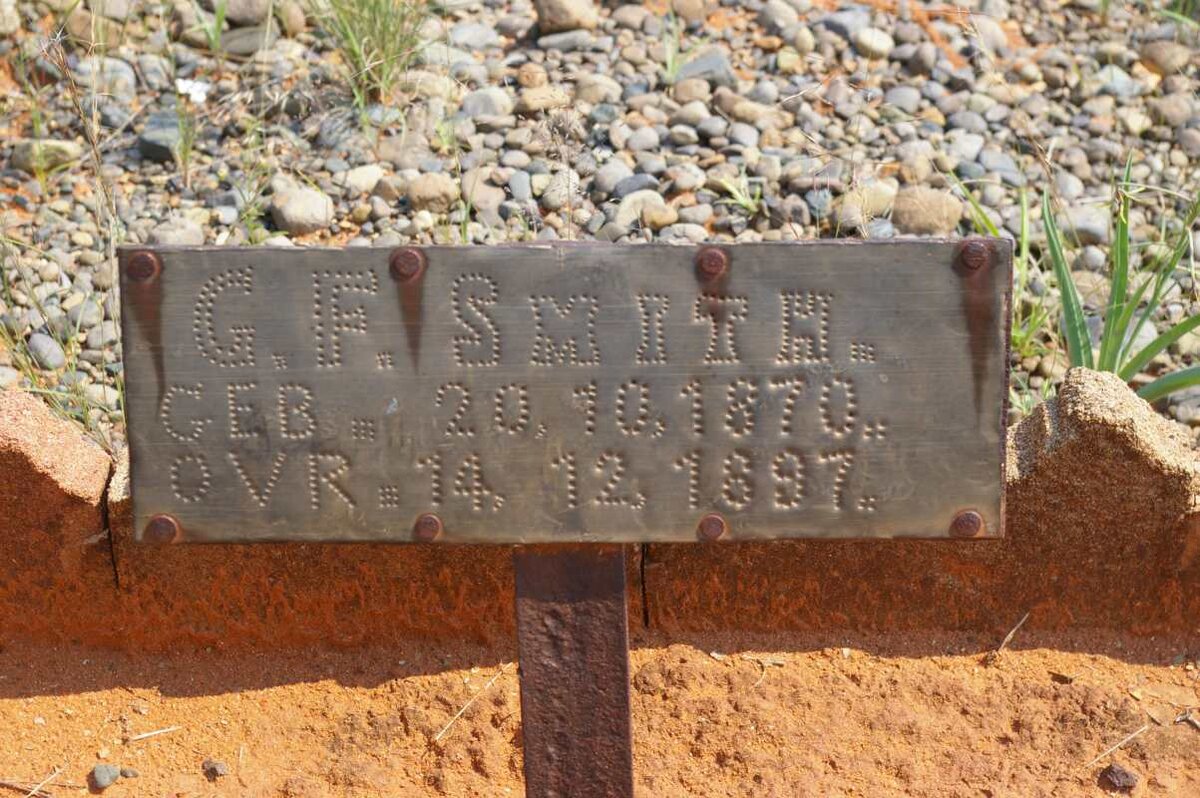 G. F. SMITH.
GEB. 20, 10, 1870.
OVR. 14, 12, 1897.